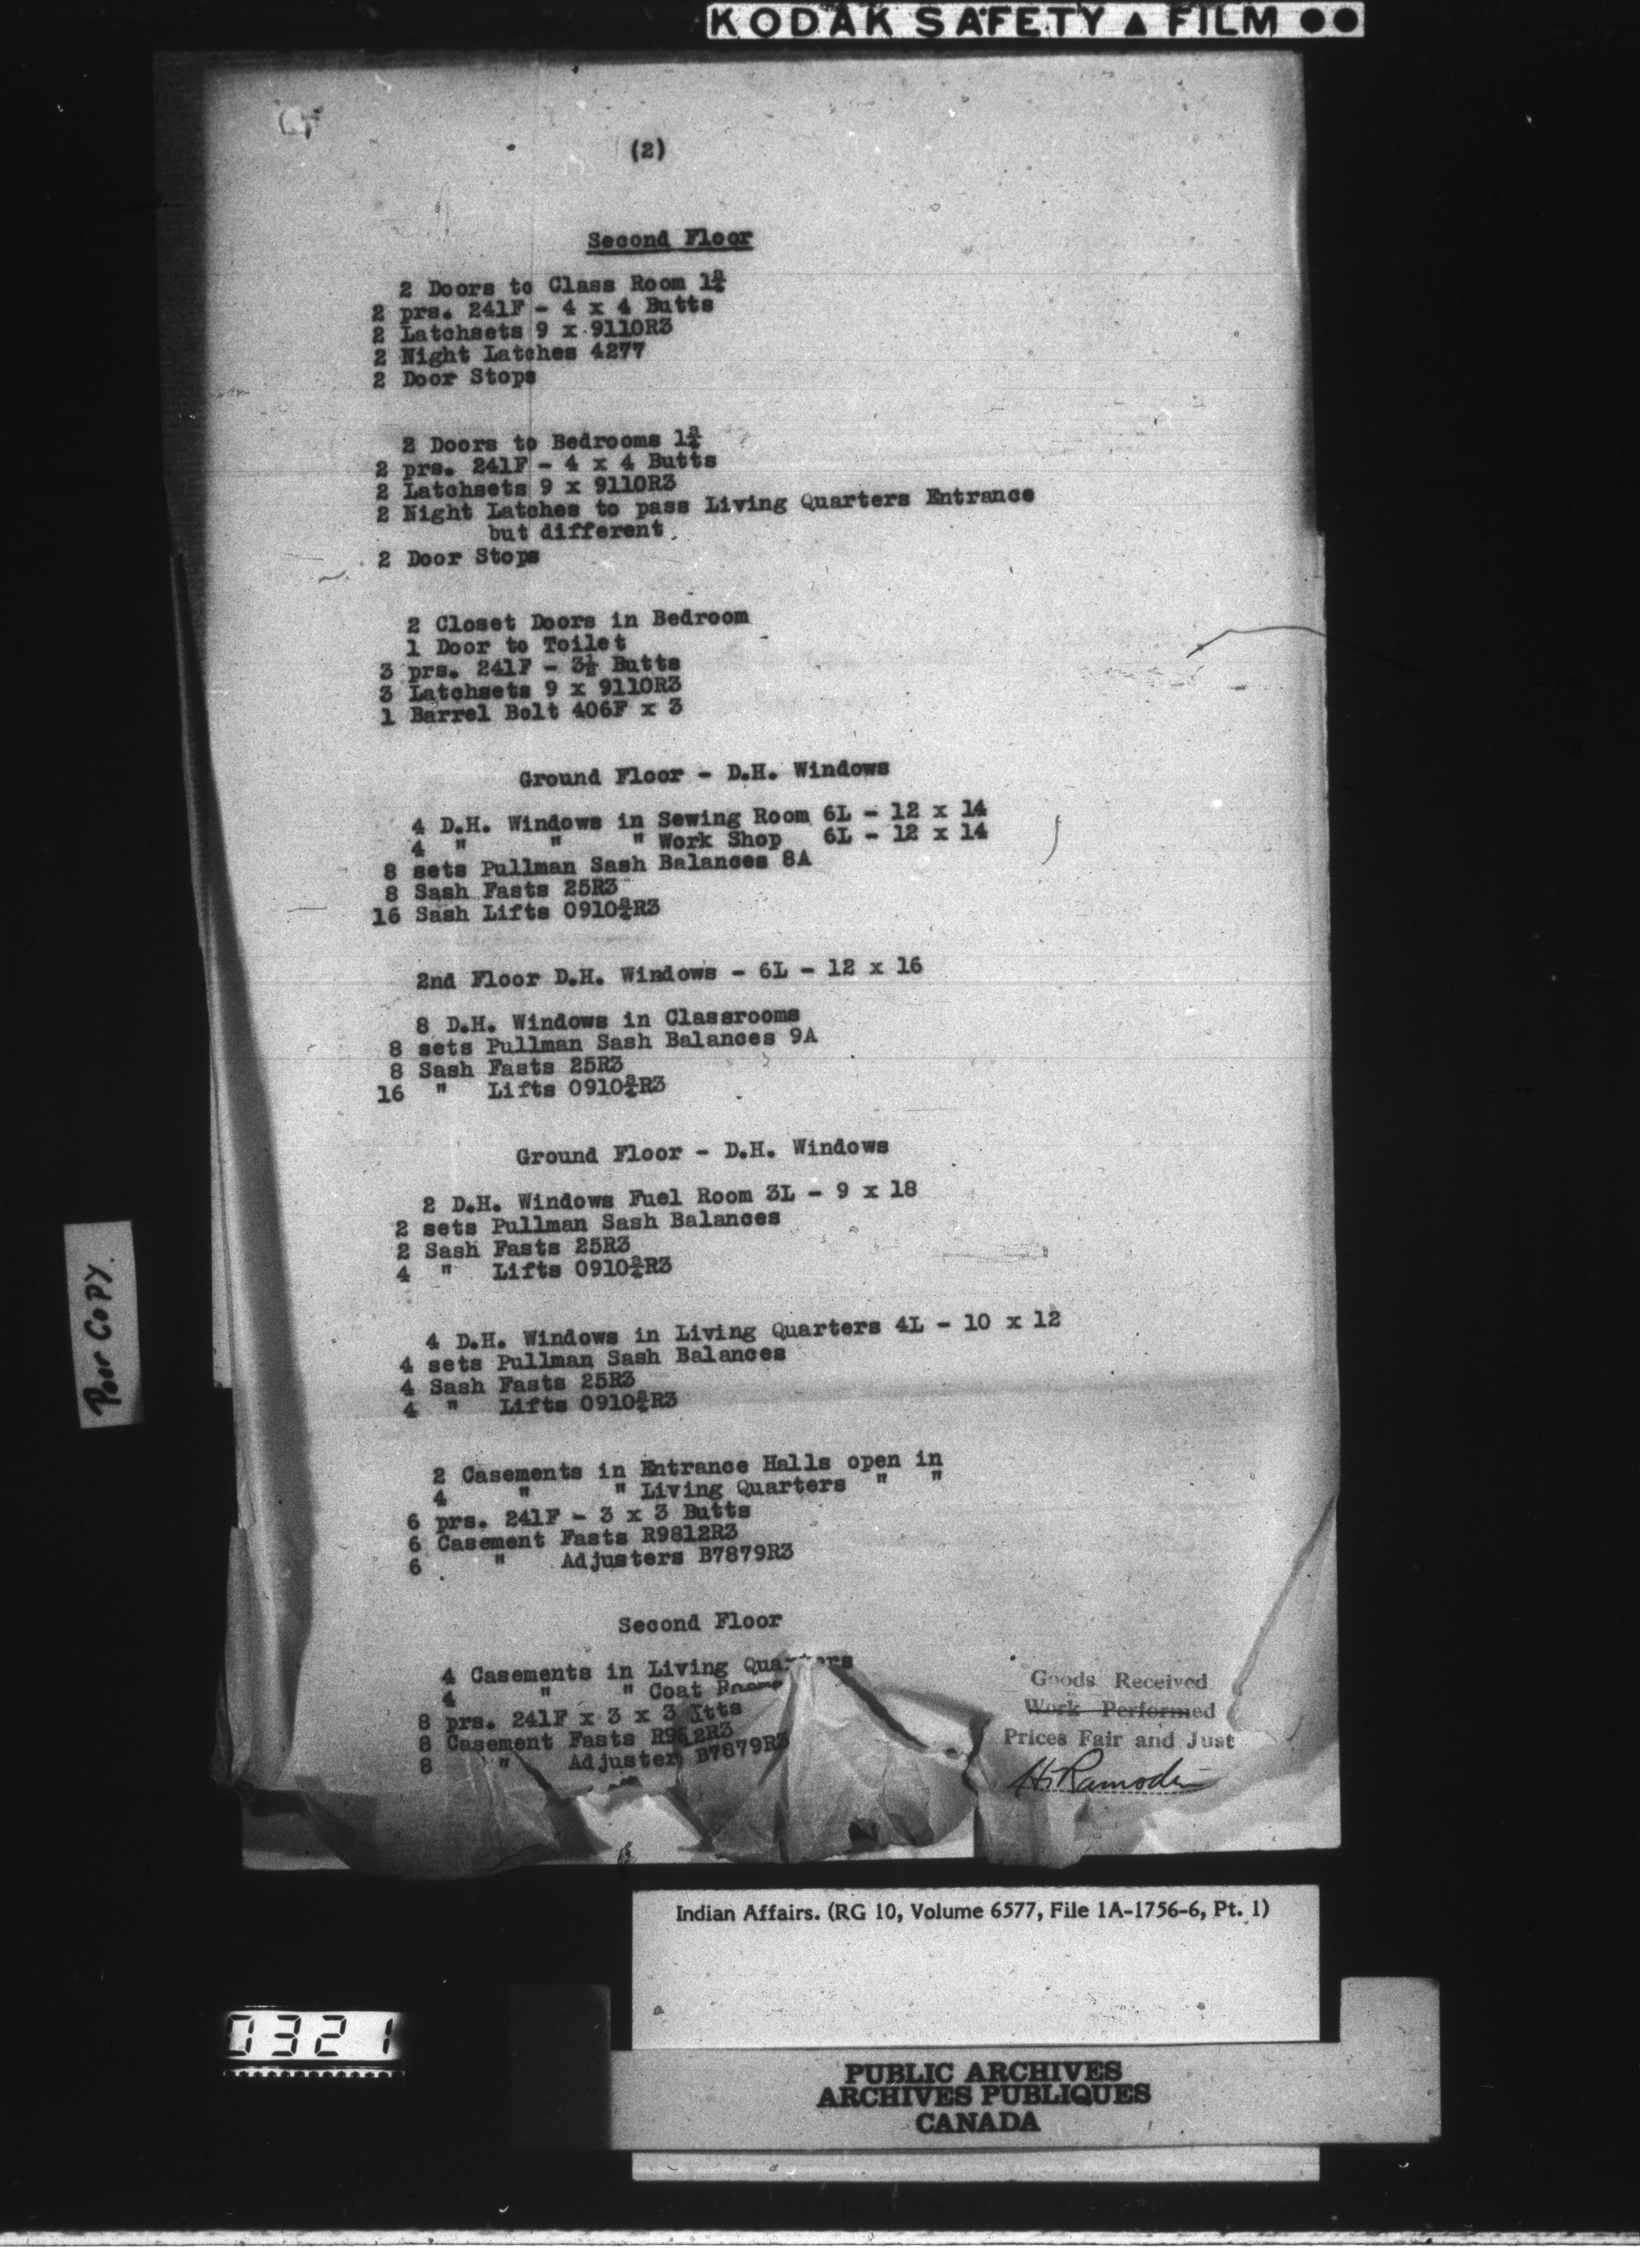 KODAK SAFETY ▲ FILM ●●
(2)
Second Floor
2 Doors to Class Room 1¾
2 prs. 241F - 4 x 4 Butts
2 Latchsets 9 x 9110R3
2 Night Latches 4277
2 Door Stops
2 Doors to Bedrooms 1¾
2 prs. 241F - 4 x 4 Butts
2 Latchsets 9 x 9110R3
2 Night Latches to pass Living Quarters Entrance
but different
2 Door Stops
2 Closet Doors in Bedroom
1 Door to Toilet
3 prs. 241F - 3½ Butts
3 Latchsets 9 x 9110R3
1 Barrel Bolt 406F x 3
Ground Floor - D.H. Windows
4 D.H. Windows in Sewing Room 6L - 12 x 14
4 " " " Work Shop 6L - 12 x 14
8 sets Pullman Sash Balances 8A
8 Sash Fasts 25R3
16 Sash Lifts 0910¾R3
2nd Floor D.H. Windows - 6L - 12 x 16
8 D.H. Windows in Classrooms
8 sets Pullman Sash Balances 9A
8 Sash Fasts 25R3
16 " Lifts 0910¾R3
Ground Floor - D.H. Windows
2 D.H. Windows Fuel Room 3L - 9 x 18
2 sets Pullman Sash Balances
2 Sash Fasts 25R3
4 " Lifts 0910¾R3
4 D.H. Windows in Living Quarters 4L - 10 x 12
4 sets Pullman Sash Balances
4 Sash Fasts 25R3
4 " Lifts 0910¾R3
2 Casements in Entrance Halls open in
4 " " Living Quarters " "
6 prs. 241F - 3 x 3 Butts
6 Casement Fasts R9812R3
6 " Adjusters B7879R3
Second Floor
4 Casements in Living Quarters
4 " " Coat
8 prs. 241F x 3 x 3
8 Casement Fasts
8 " Adjuster B7879R3
Goods Received
Work Performed
Prices Fair and Just
Poor COPY.
Indian Affairs. (RG 10, Volume 6577, File 1A-1756-6, Pt. 1)
0321
PUBLIC ARCHIVES
ARCHIVES PUBLIQUES
CANADA